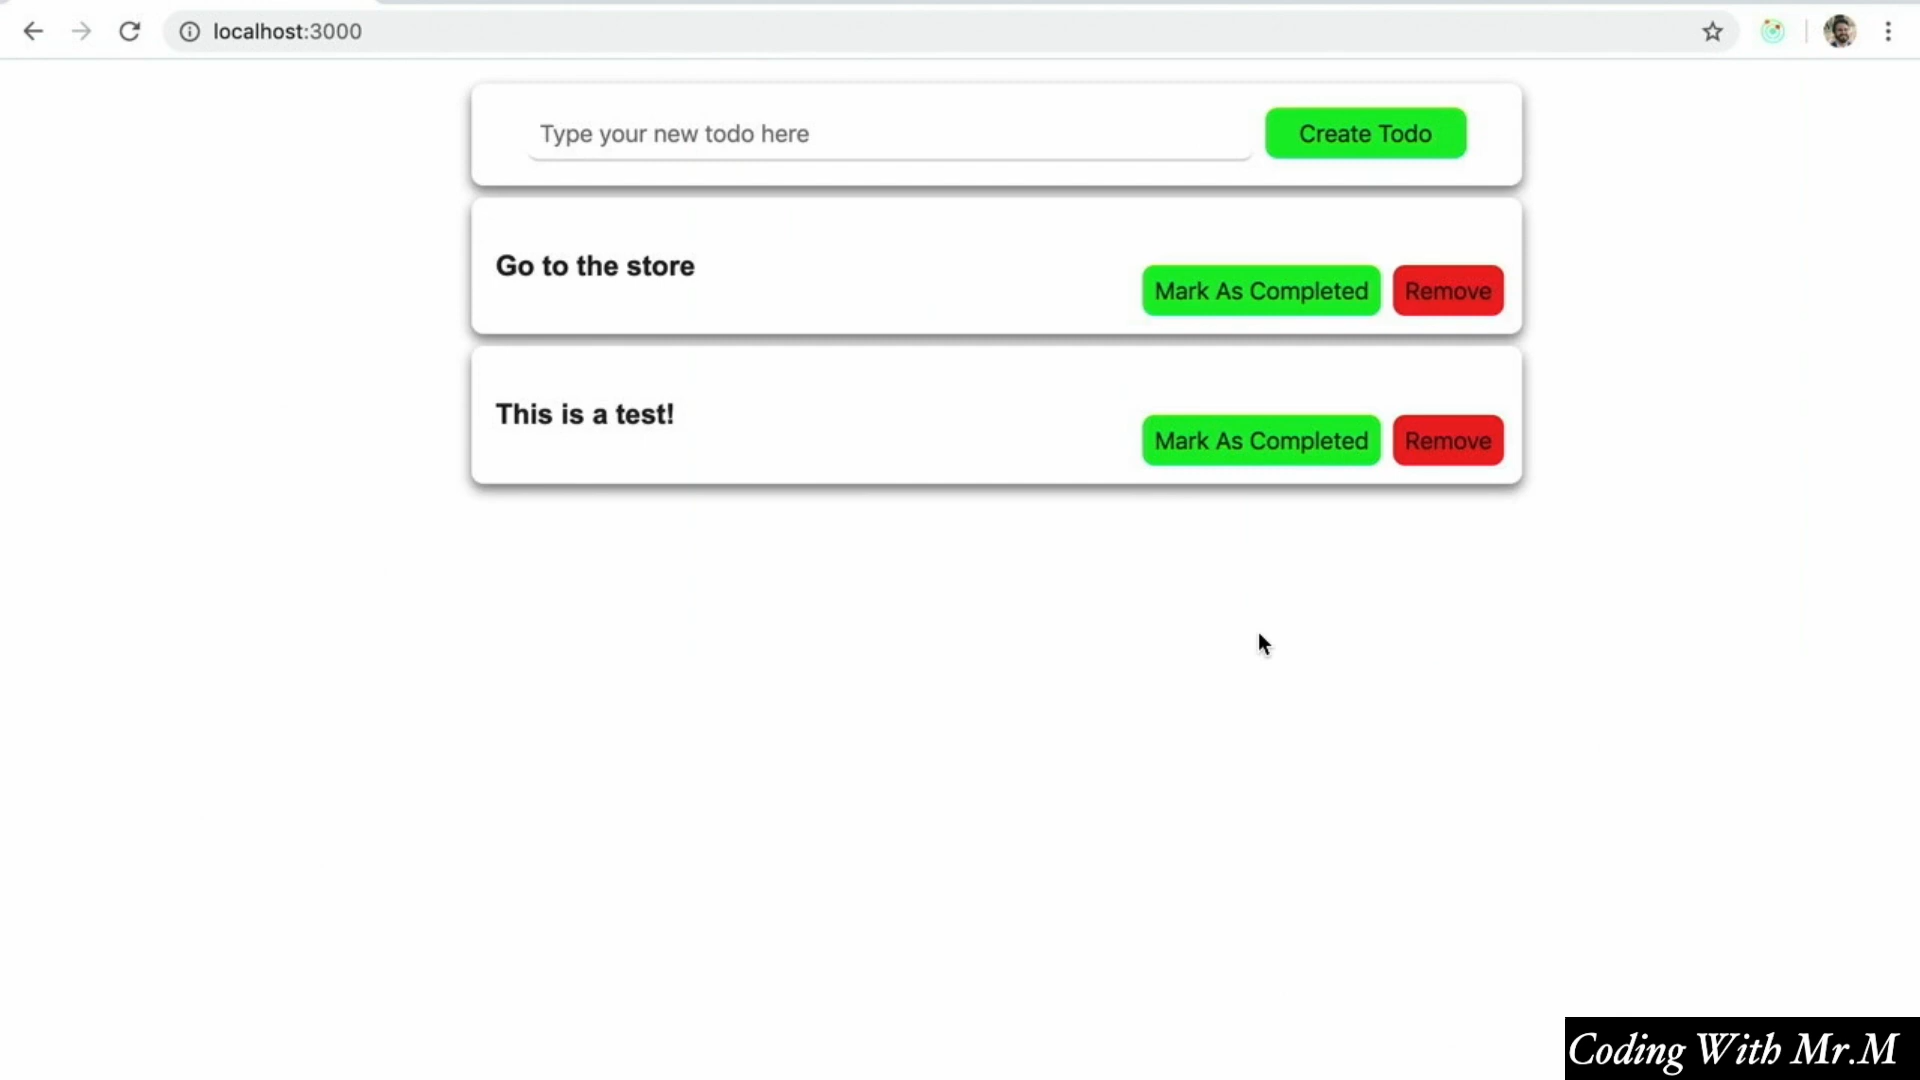 localhost:3000
Type your new todo here
Create Todo
Go to the store
Mark As Completed
Remove
This is a test!
Mark As Completed
Remove
Coding With Mr.M